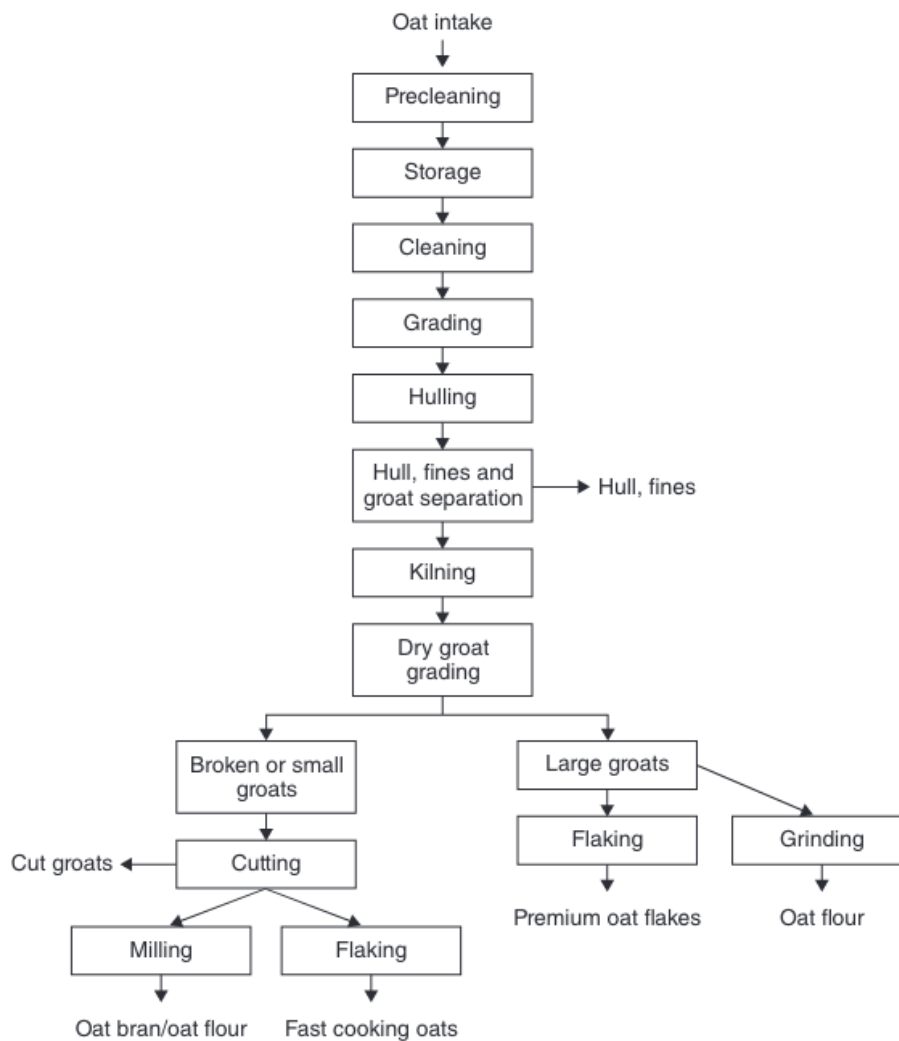 Oat intake
Precleaning
Storage
Cleaning
Grading
Hulling
Hull, fines and
groat separation
Hull, fines
Kilning
Dry groat
grading
Broken or small
groats
Large groats
Cut groats
Cutting
Flaking
Grinding
Premium oat flakes
Oat flour
Milling
Flaking
Oat bran/oat flour
Fast cooking oats